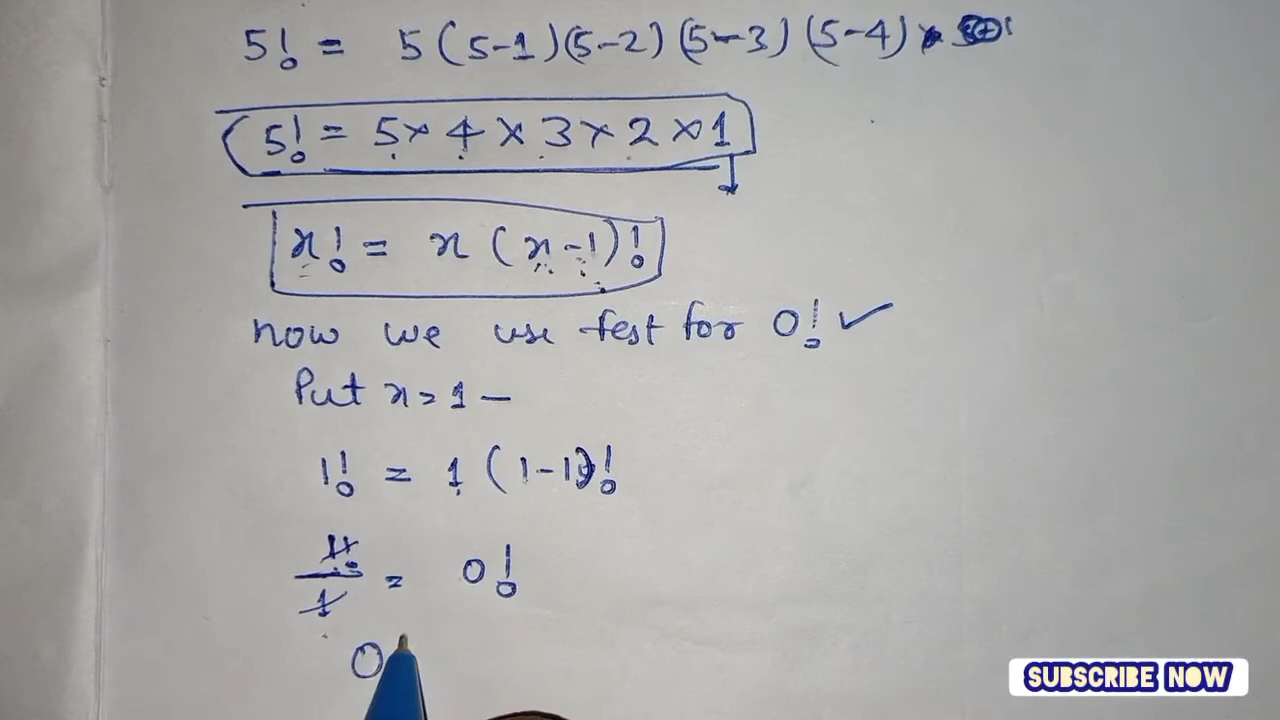 5! = 5(5-1)(5-2)(5-3)(5-4)
5! = 5×4×3×2×1
x! = x(x-1)!
now we use test for 0! ✓
Put x=1 —
1! = 1(1-1)!
1!/1 = 0!
0
SUBSCRIBE NOW